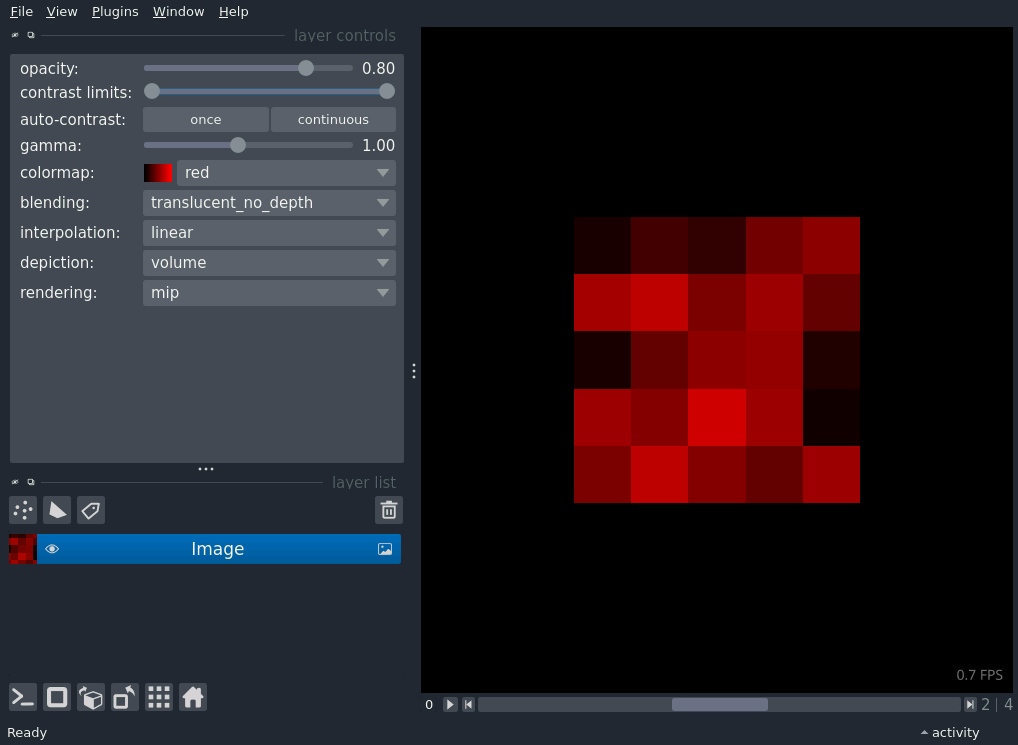 File View Plugins Window Help
layer controls
opacity: 0.80
contrast limits:
auto-contrast: once continuous
gamma: 1.00
colormap: red
blending: translucent_no_depth
interpolation: linear
depiction: volume
rendering: mip
layer list
Image
0.7 FPS
0 2 | 4
Ready activity